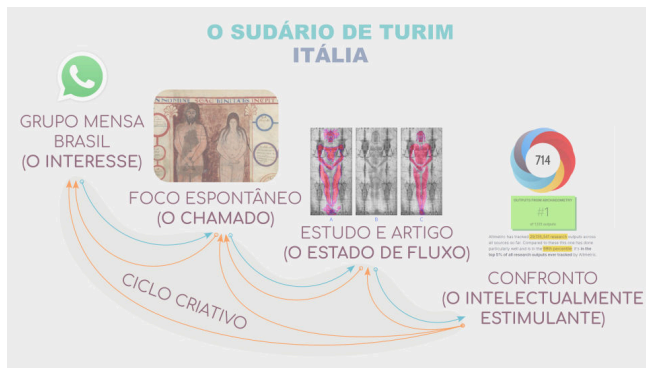 O SUDÁRIO DE TURIM
ITÁLIA
GRUPO MENSA
BRASIL
(O INTERESSE)
FOCO ESPONTÂNEO
(O CHAMADO)
A B C
ESTUDO E ARTIGO
(O ESTADO DE FLUXO)
714
#1
CONFRONTO
(O INTELECTUALMENTE
ESTIMULANTE)
CICLO CRIATIVO